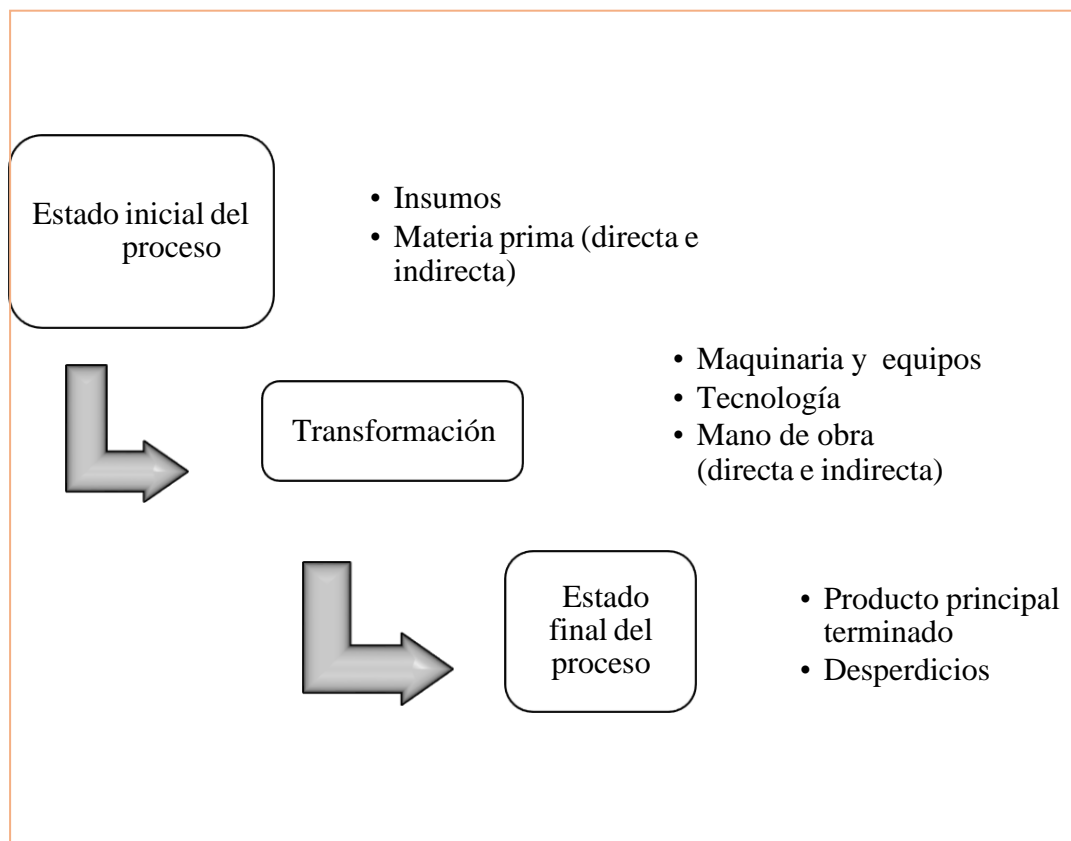 Estado inicial del
proceso
• Insumos
• Materia prima (directa e
indirecta)
Transformación
• Maquinaria y equipos
• Tecnología
• Mano de obra
(directa e indirecta)
Estado
final del
proceso
• Producto principal
terminado
• Desperdicios